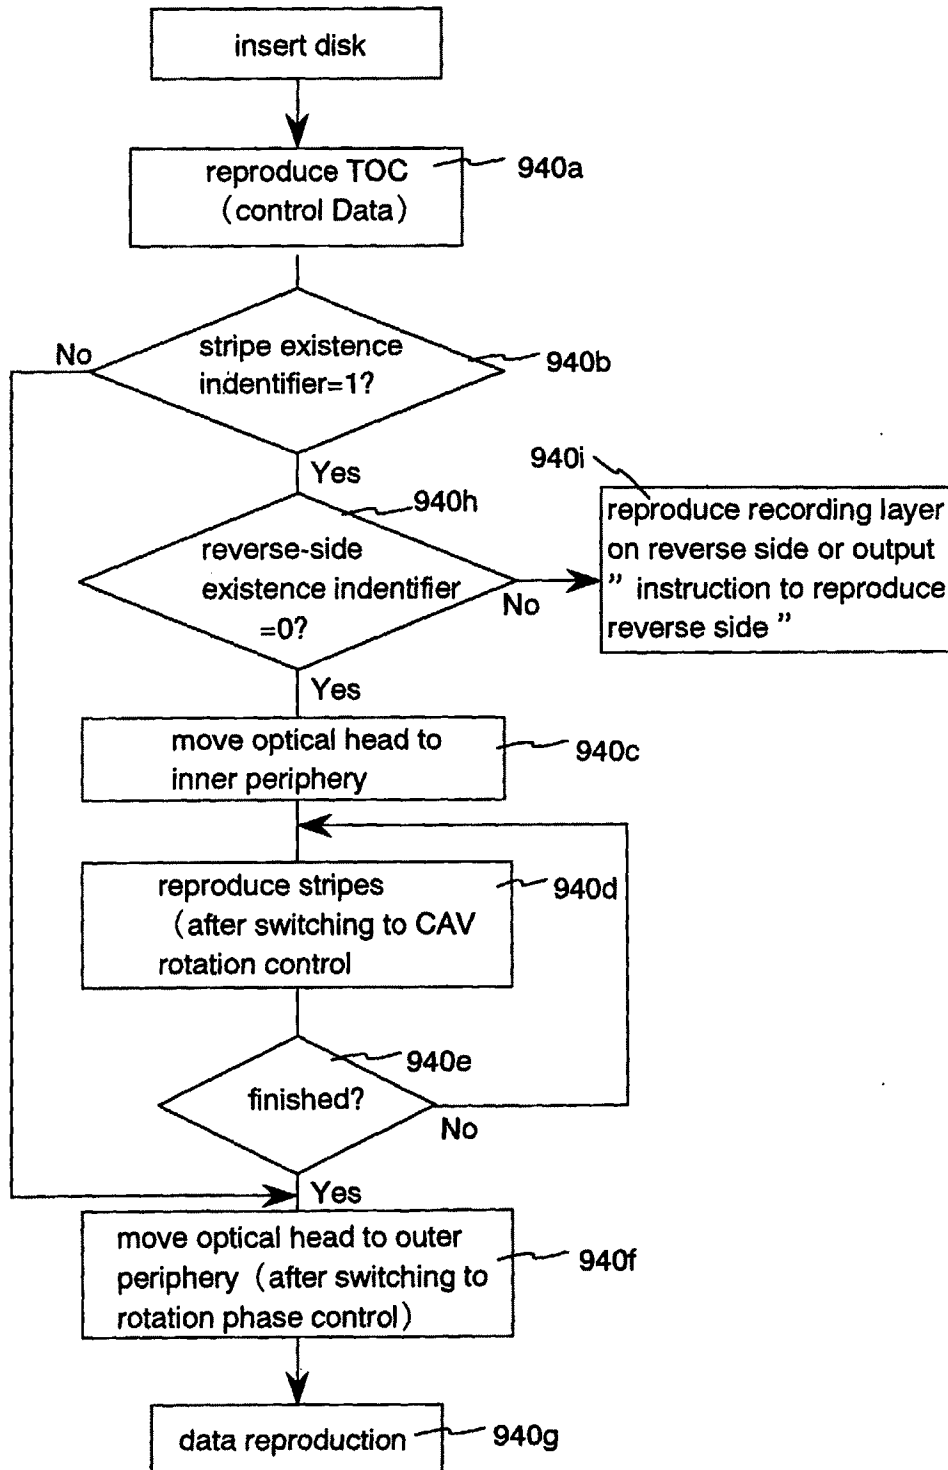 insert disk
reproduce TOC
(control Data)
940a
No
stripe existence
indentifier=1?
940b
Yes
940h
940i
reverse-side
existence indentifier
=0?
No
reproduce recording layer
on reverse side or output
" instruction to reproduce
reverse side "
Yes
move optical head to
inner periphery
940c
reproduce stripes
(after switching to CAV
rotation control
940d
940e
finished?
No
Yes
move optical head to outer
periphery (after switching to
rotation phase control)
940f
data reproduction
940g